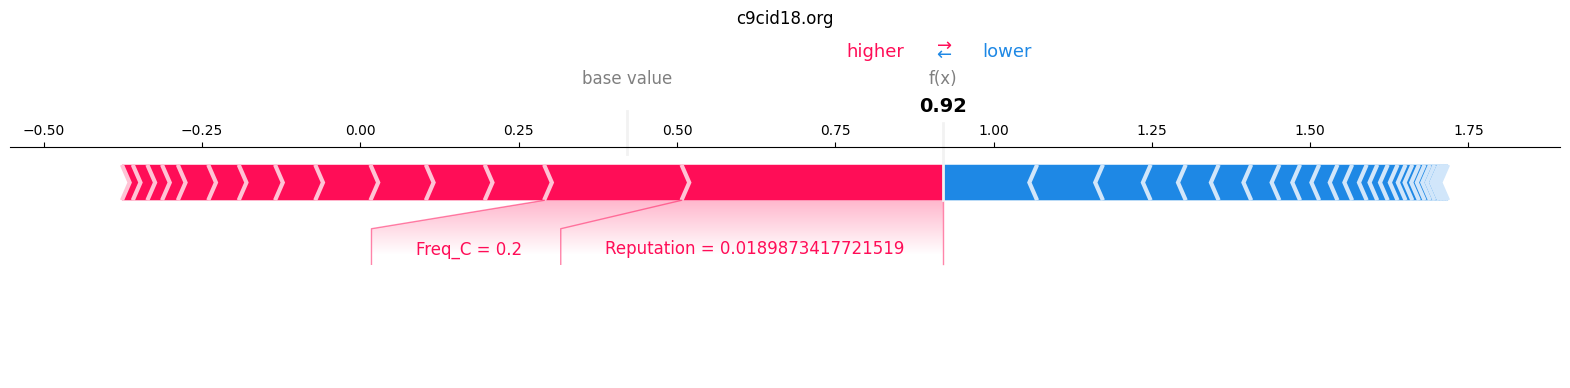 c9cid18.org
higher ⇄ lower
base value f(x)
0.92
−0.50 −0.25 0.00 0.25 0.50 0.75 1.00 1.25 1.50 1.75
Freq_C = 0.2 Reputation = 0.0189873417721519